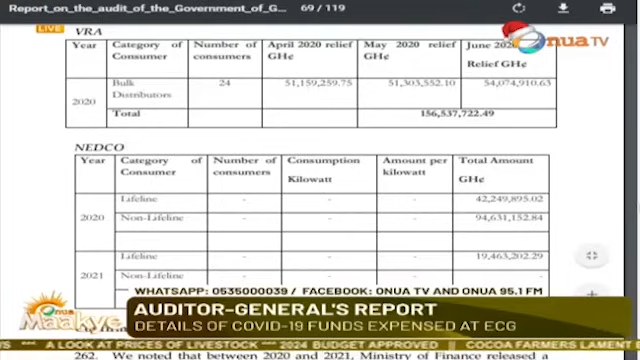 Report_on_the_audit_of_the_Government_of_G... 69 / 119
LIVE
ONUA TV
VRA
Year Category of Consumer Number of consumers April 2020 relief GH¢ May 2020 relief GH¢ June 2020 Relief GH¢
2020 Bulk Distributors 24 51,159,259.75 51,303,552.10 54,074,910.63
Total 156,537,722.49
NEDCO
Year Category of Consumer Number of consumers Consumption Kilowatt Amount per kilowatt Total Amount GH¢
2020 Lifeline - - - 42,249,895.02
Non-Lifeline - - - 94,631,152.84
2021 Lifeline - - - 19,463,202.29
Non-Lifeline - - - -
WHATSAPP: 0535000039 / FACEBOOK: ONUA TV AND ONUA 95.1 FM
Onua Maakye
AUDITOR-GENERAL'S REPORT
DETAILS OF COVID-19 FUNDS EXPENSED AT ECG
A LOOK AT PRICES OF LIVESTOCK 2024 BUDGET APPROVED COCOA FARMERS LAMENT
262. We noted that between 2020 and 2021, Ministry of Finance released a